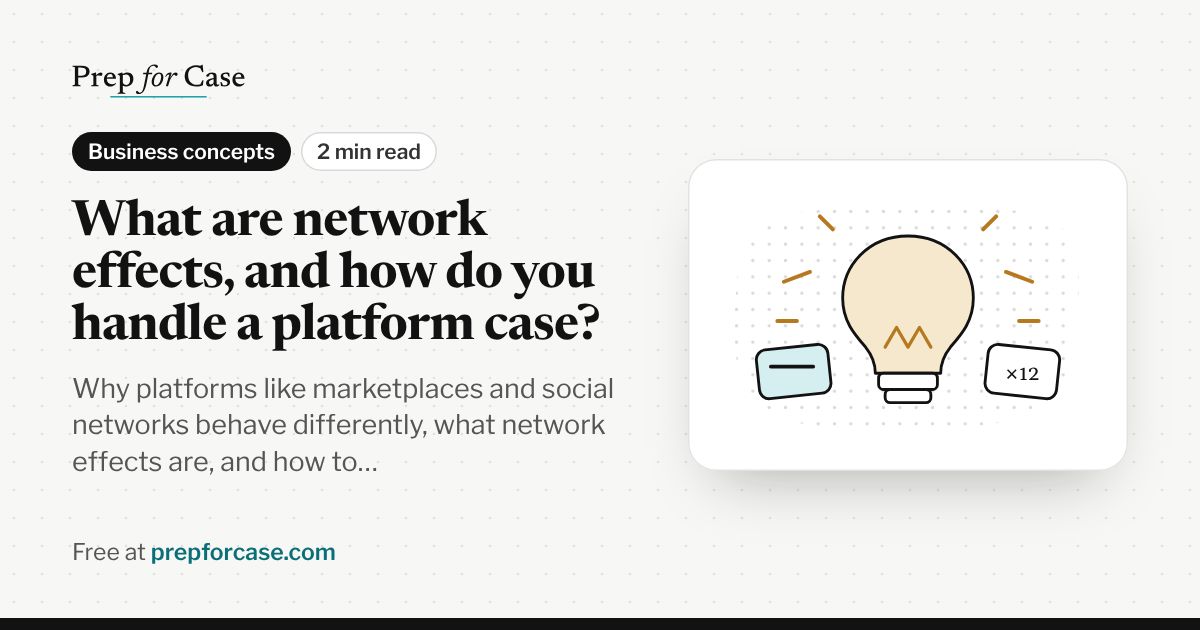 Prep for Case
Business concepts
2 min read
What are network
effects, and how do you
handle a platform case?
Why platforms like marketplaces and social
networks behave differently, what network
effects are, and how to...
×12
Free at prepforcase.com